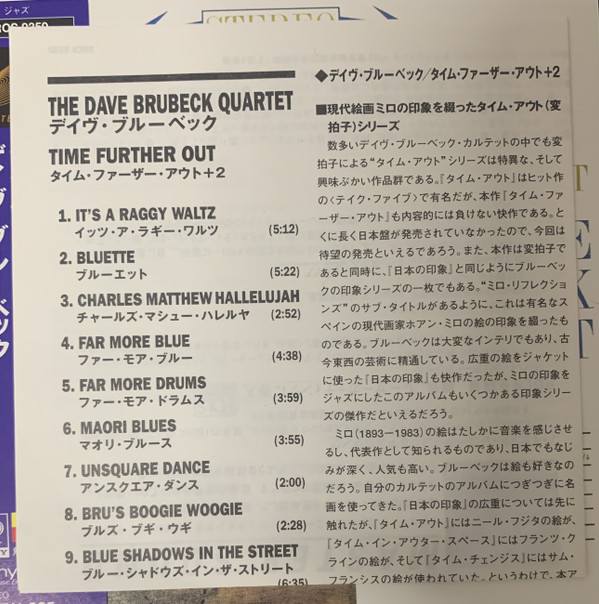 ジャズ
STEREO
THE DAVE BRUBECK QUARTET
デイヴ・ブルーベック
TIME FURTHER OUT
タイム・ファーザー・アウト+2
1. IT'S A RAGGY WALTZ
イッツ・ア・ラギー・ワルツ (5:12)
2. BLUETTE
ブルーエット (5:22)
3. CHARLES MATTHEW HALLELUJAH
チャールズ・マシュー・ハレルヤ (2:52)
4. FAR MORE BLUE
ファー・モア・ブルー (4:38)
5. FAR MORE DRUMS
ファー・モア・ドラムス (3:59)
6. MAORI BLUES
マオリ・ブルース (3:55)
7. UNSQUARE DANCE
アンスクエア・ダンス (2:00)
8. BRU'S BOOGIE WOOGIE
ブルズ・ブギ・ウギ (2:28)
9. BLUE SHADOWS IN THE STREET
ブルー・シャドウズ・イン・ザ・ストリート
(6:35)
◆デイヴ・ブルーベック/タイム・ファーザー・アウト+2
■現代絵画ミロの印象を綴ったタイム・アウト(変
拍子)シリーズ
数多いデイヴ・ブルーベック・カルテットの中でも変
拍子による“タイム・アウト”シリーズは特異な、そして
興味ぶかい作品群である。『タイム・アウト』はヒット作
の〈テイク・ファイブ〉で有名だが、本作『タイム・ファ
ーザー・アウト』も内容的には負けない快作である。と
くに長く日本盤が発売されていなかったので、今回は
待望の発売といえるであろう。また、本作は変拍子で
あると同時に、『日本の印象』と同じようにブルーベッ
クの印象シリーズの一枚でもある。“ミロ・リフレクショ
ンズ”のサブ・タイトルがあるように、これは有名なス
ペインの現代画家ホアン・ミロの絵の印象を綴ったも
のである。ブルーベックは大変なインテリでもあり、古
今東西の芸術に精通している。広重の絵をジャケット
に使った『日本の印象』も快作だったが、ミロの印象を
ジャズにしたこのアルバムもいくつかある印象シリー
ズの傑作だといえるだろう。
ミロ(1893−1983)の絵はたしかに音楽を感じさせ
るし、代表作として知られるものであり、日本でもなじ
みが深く、人気も高い。ブルーベックは絵も好きなの
だろう。自分のカルテットのアルバムにつぎつぎに名
画を使ってきた。『日本の印象』の広重については先に
触れたが、『タイム・アウト』にはニール・フジタの絵が、
『タイム・イン・アウター・スペース』にはフランツ・ク
ラインの絵が、そして『タイム・チェンジズ』にはサム・
フランシスの絵が使われていた。というわけで、本ア